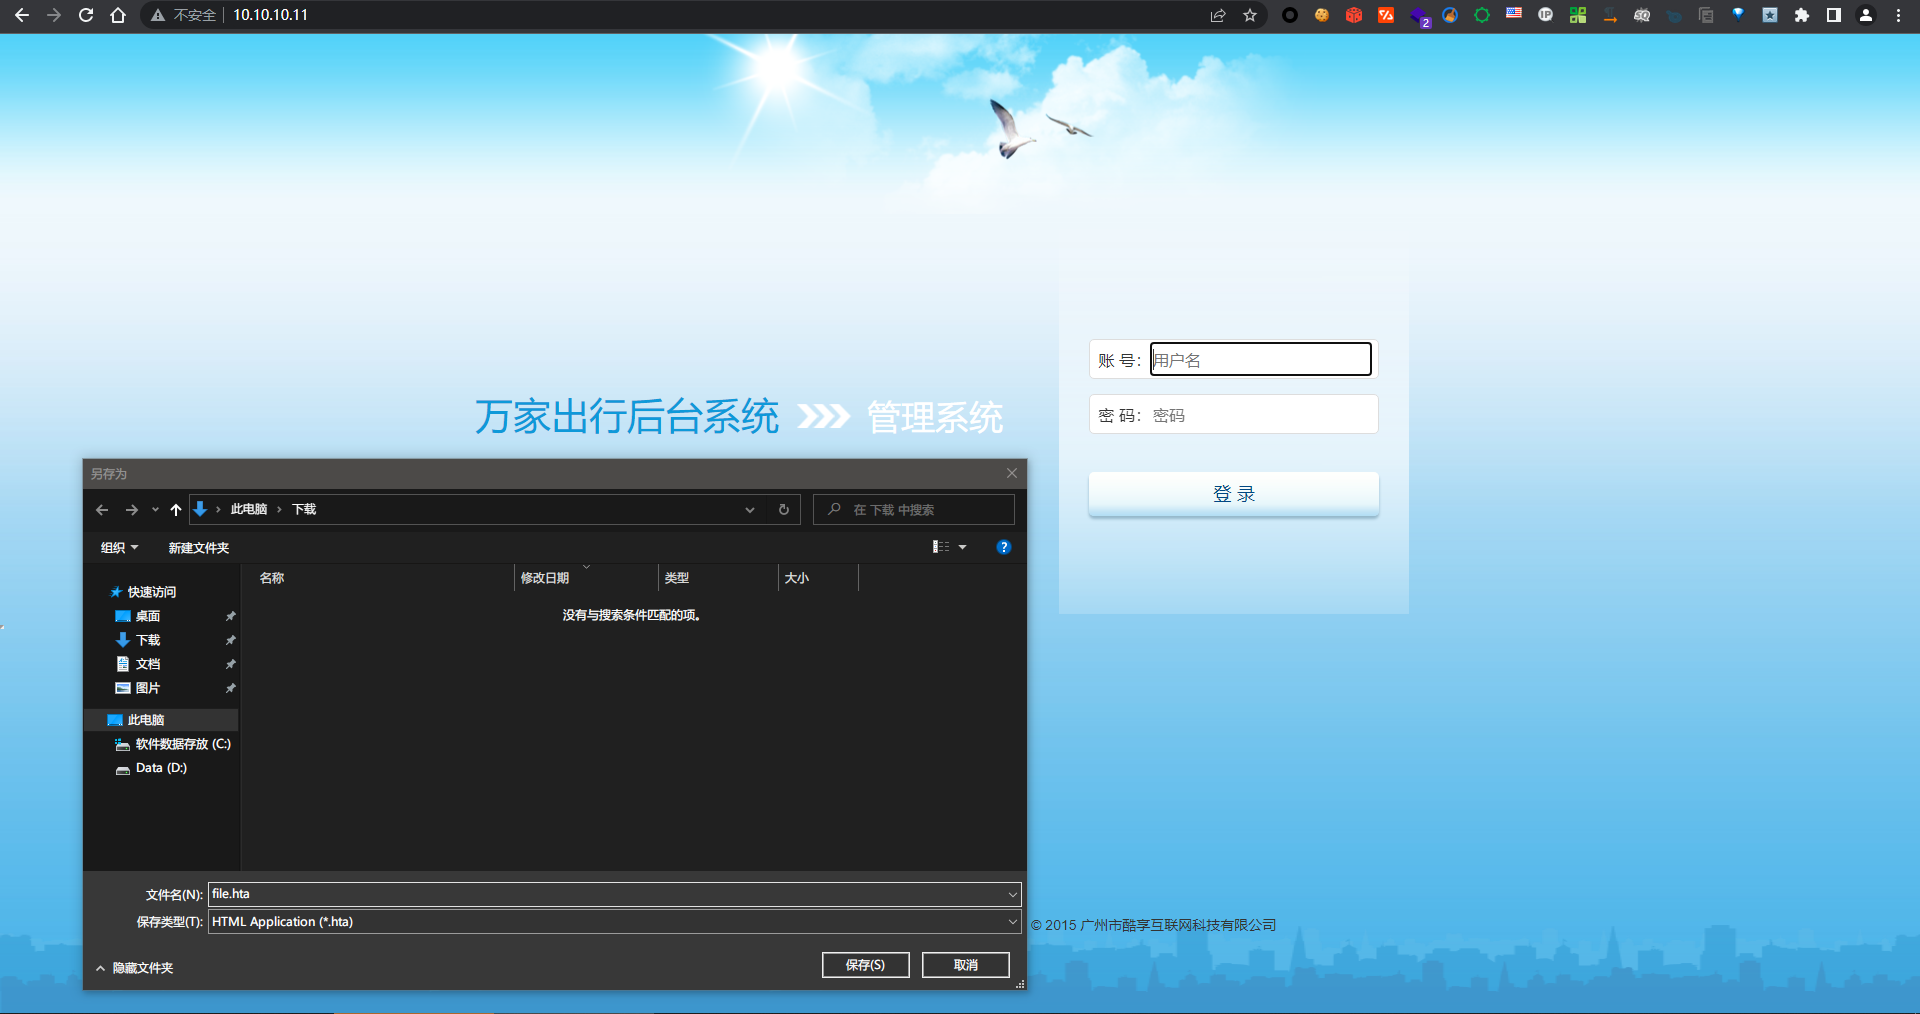 不安全 10.10.10.11
2
IP
SQ
账 号: 用户名
密 码: 密码
登 录
万家出行后台系统 管理系统
另存为
此电脑 下载
在 下载 中搜索
组织 新建文件夹
?
名称 修改日期 类型 大小
没有与搜索条件匹配的项。
快速访问
桌面
下载
文档
图片
此电脑
软件数据存放 (C:)
Data (D:)
文件名(N): file.hta
保存类型(T): HTML Application (*.hta)
隐藏文件夹
保存(S) 取消
© 2015 广州市酷孚互联网科技有限公司